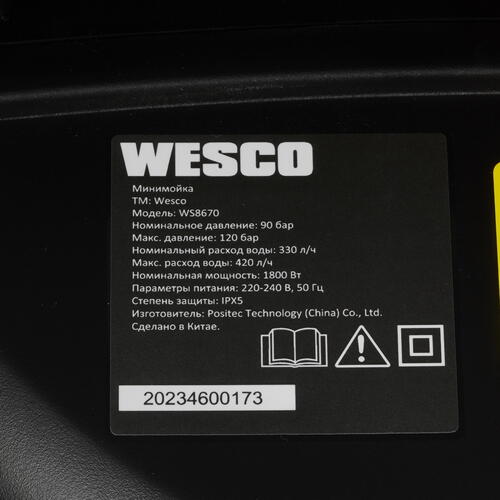 WESCO
Минимойка
TM: Wesco
Модель: WS8670
Номинальное давление: 90 бар
Макс. давление: 120 бар
Номинальный расход воды: 330 л/ч
Макс. расход воды: 420 л/ч
Номинальная мощность: 1800 Вт
Параметры питания: 220-240 В, 50 Гц
Степень защиты: IPX5
Изготовитель: Positec Technology (China) Co., Ltd.
Сделано в Китае.
20234600173